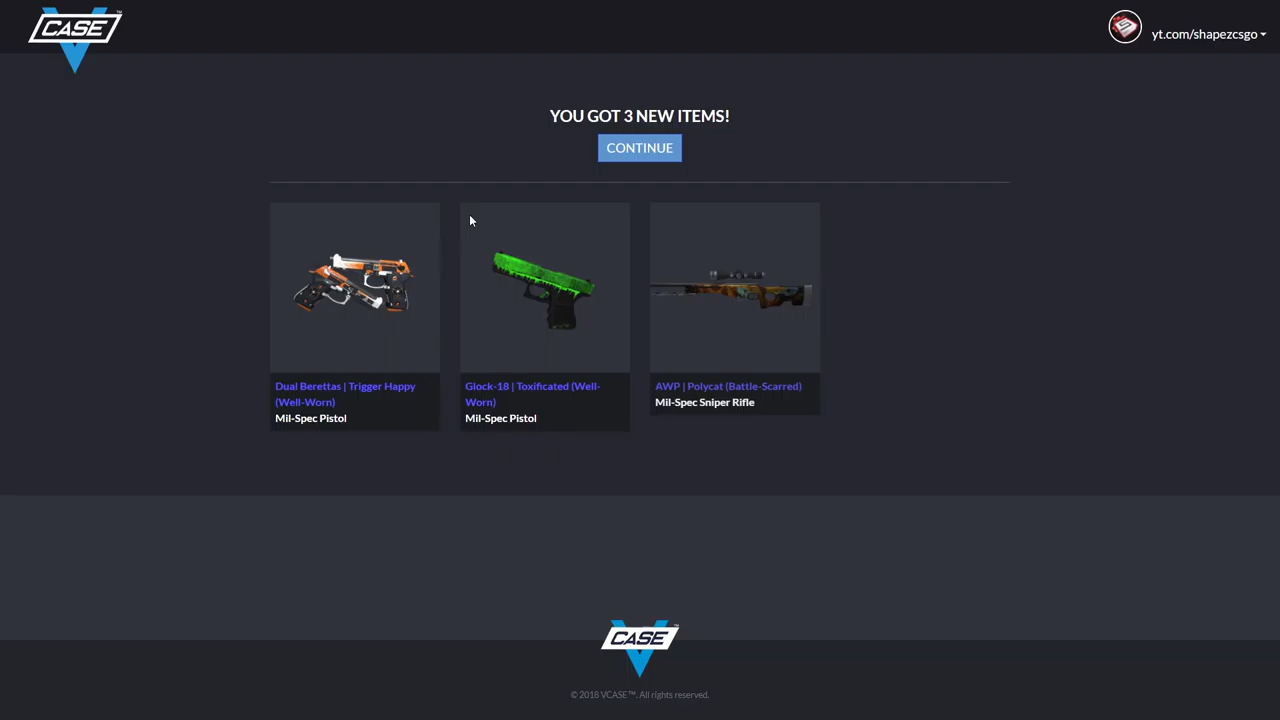 CASE™
yt.com/shapezcsgo
YOU GOT 3 NEW ITEMS!
CONTINUE
Dual Berettas | Trigger Happy
(Well-Worn)
Mil-Spec Pistol
Glock-18 | Toxificated (Well-
Worn)
Mil-Spec Pistol
AWP | Polycat (Battle-Scarred)
Mil-Spec Sniper Rifle
CASE™
© 2018 VCASE™. All rights reserved.